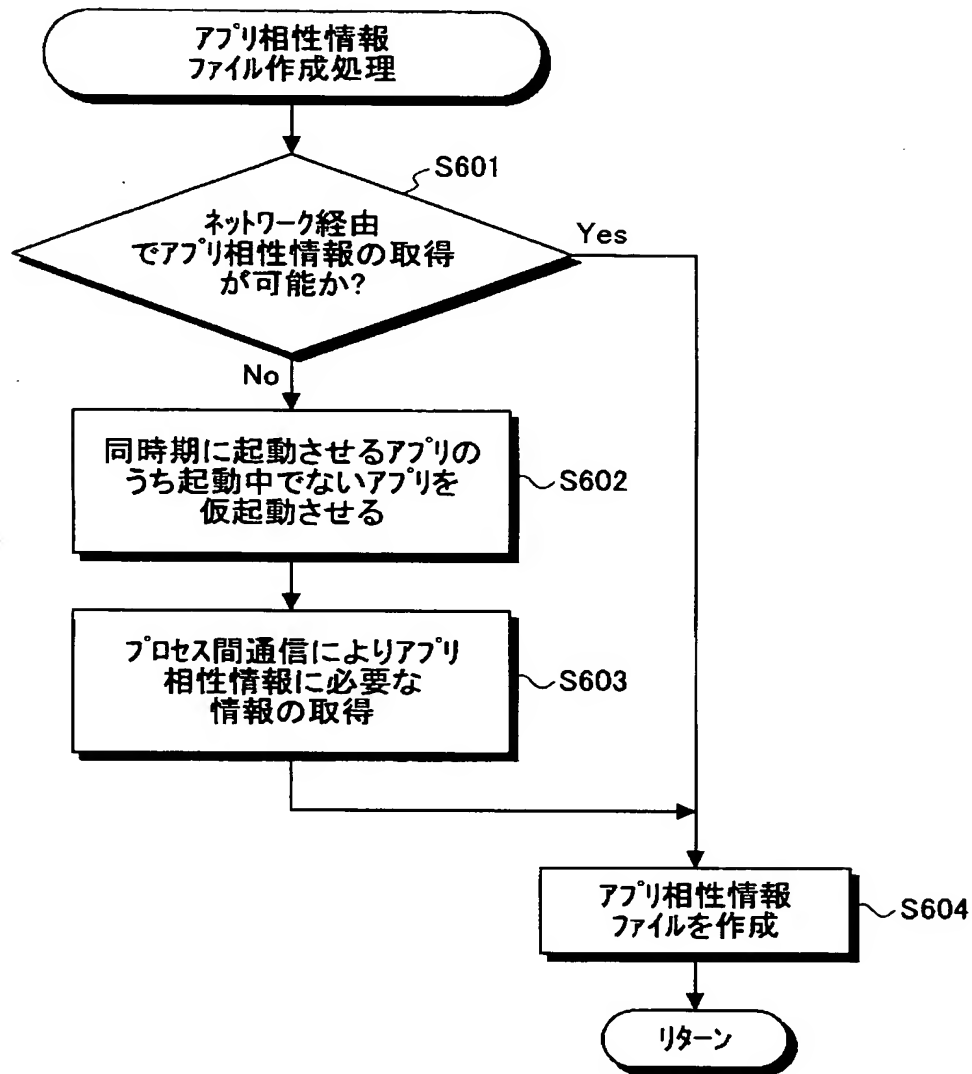 アプリ相性情報
ファイル作成処理
S601
ネットワーク経由
でアプリ相性情報の取得
が可能か?
Yes
No
同時期に起動させるアプリの
うち起動中でないアプリを
仮起動させる
S602
プロセス間通信によりアプリ
相性情報に必要な
情報の取得
S603
アプリ相性情報
ファイルを作成
S604
リターン